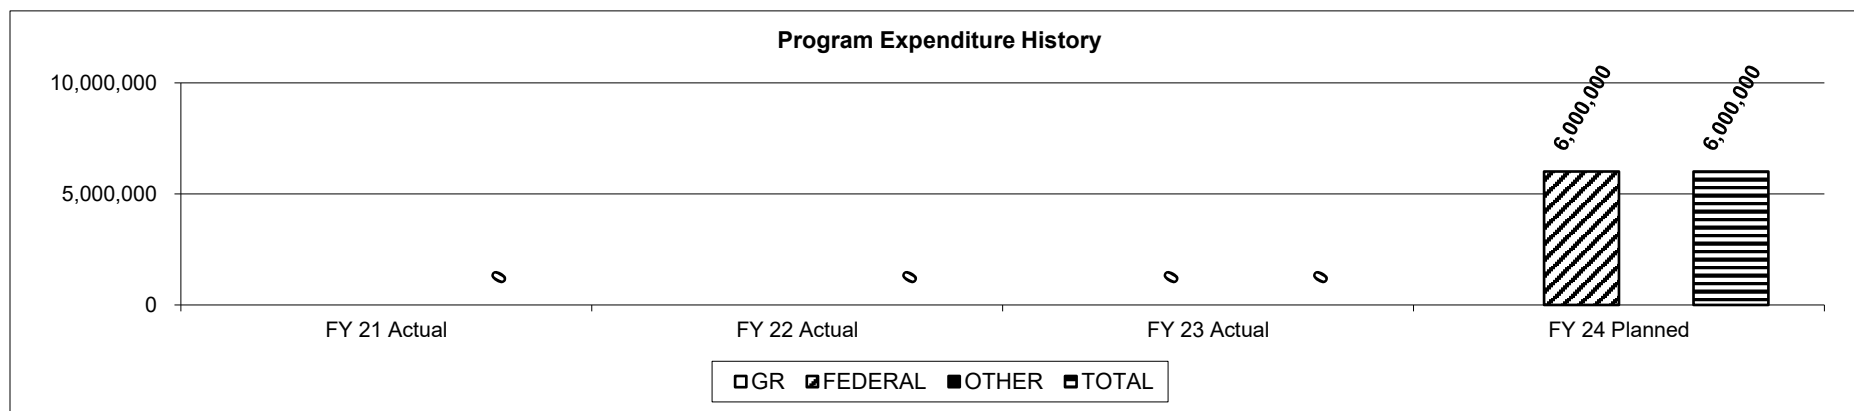 Program Expenditure History
10,000,000
5,000,000
0
0
0
0
0
6,000,000
6,000,000
FY 21 Actual
FY 22 Actual
FY 23 Actual
FY 24 Planned
GR FEDERAL OTHER TOTAL